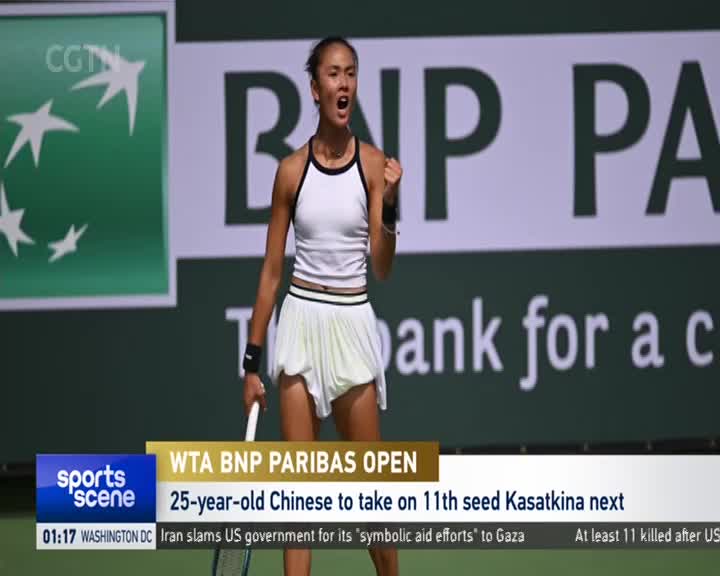 CGTN
BNP PA
The bank for a c
WTA BNP PARIBAS OPEN
sports
scene
25-year-old Chinese to take on 11th seed Kasatkina next
01:17 WASHINGTON DC
Iran slams US government for its "symbolic aid efforts" to Gaza At least 11 killed after US